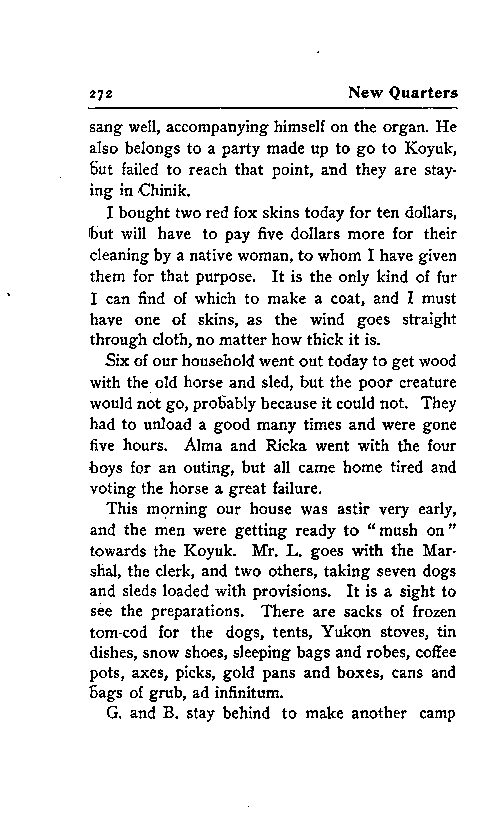 272 New Quarters
sang well, accompanying himself on the organ. He
also belongs to a party made up to go to Koyuk,
but failed to reach that point, and they are stay-
ing in Chinik.
I bought two red fox skins today for ten dollars,
but will have to pay five dollars more for their
cleaning by a native woman, to whom I have given
them for that purpose. It is the only kind of fur
I can find of which to make a coat, and I must
have one of skins, as the wind goes straight
through cloth, no matter how thick it is.
Six of our household went out today to get wood
with the old horse and sled, but the poor creature
would not go, probably because it could not. They
had to unload a good many times and were gone
five hours. Alma and Ricka went with the four
boys for an outing, but all came home tired and
voting the horse a great failure.
This morning our house was astir very early,
and the men were getting ready to "mush on"
towards the Koyuk. Mr. L. goes with the Mar-
shal, the clerk, and two others, taking seven dogs
and sleds loaded with provisions. It is a sight to
see the preparations. There are sacks of frozen
tom-cod for the dogs, tents, Yukon stoves, tin
dishes, snow shoes, sleeping bags and robes, coffee
pots, axes, picks, gold pans and boxes, cans and
bags of grub, ad infinitum.
G. and B. stay behind to make another camp